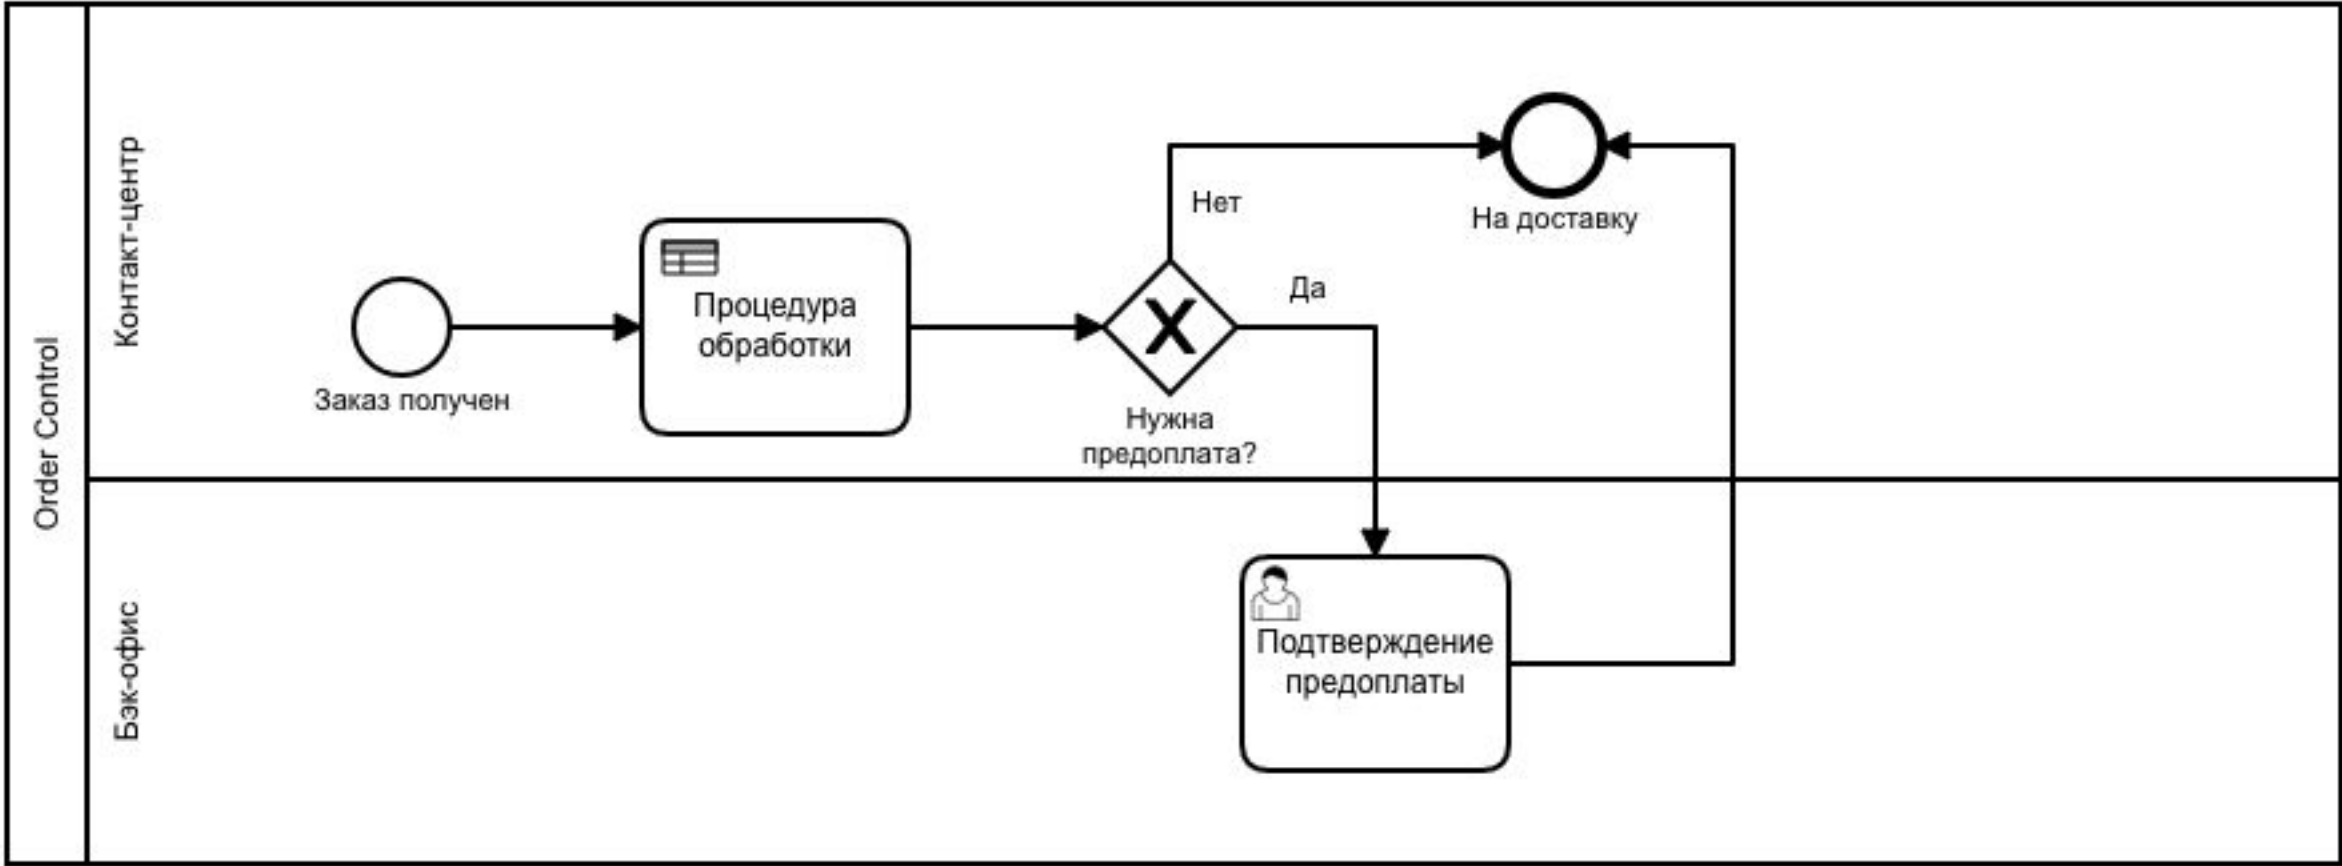 Order Control
Контакт-центр
Заказ получен
Процедура
обработки
Нужна
предоплата?
Нет
Да
На доставку
Бэк-офис
Подтверждение
предоплаты